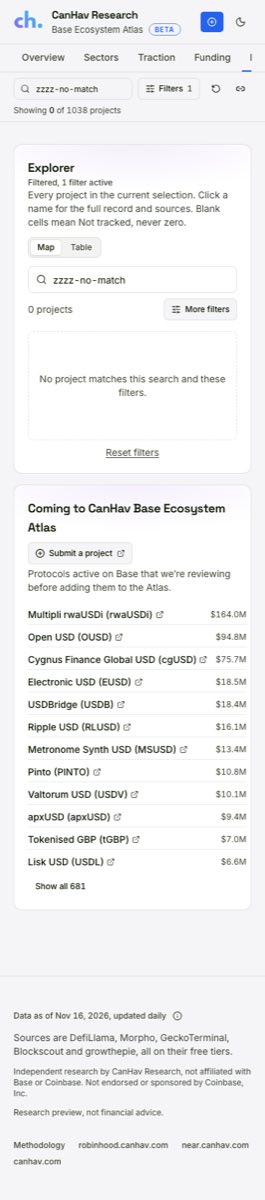 ch. CanHav Research
Base Ecosystem Atlas BETA
Overview Sectors Traction Funding
zzzz-no-match Filters 1
Showing 0 of 1038 projects
Explorer
Filtered, 1 filter active
Every project in the current selection. Click a
name for the full record and sources. Blank
cells mean Not tracked, never zero.
Map Table
zzzz-no-match
0 projects More filters
No project matches this search and these
filters.
Reset filters
Coming to CanHav Base Ecosystem
Atlas
Submit a project
Protocols active on Base that we're reviewing
before adding them to the Atlas.
Multipli rwaUSDi (rwaUSDi) $164.0M
Open USD (OUSD) $94.8M
Cygnus Finance Global USD (cgUSD) $75.7M
Electronic USD (EUSD) $18.5M
USDBridge (USDB) $18.4M
Ripple USD (RLUSD) $16.1M
Metronome Synth USD (MSUSD) $13.4M
Pinto (PINTO) $10.8M
Valtorum USD (USDV) $10.1M
apxUSD (apxUSD) $9.4M
Tokenised GBP (tGBP) $7.0M
Lisk USD (USDL) $6.6M
Show all 681
Data as of Nov 16, 2026, updated daily
Sources are DefiLlama, Morpho, GeckoTerminal,
Blockscout and growthepie, all on their free tiers.
Independent research by CanHav Research, not affiliated with
Base or Coinbase. Not endorsed or sponsored by Coinbase,
Inc.
Research preview, not financial advice.
Methodology robinhood.canhav.com near.canhav.com
canhav.com